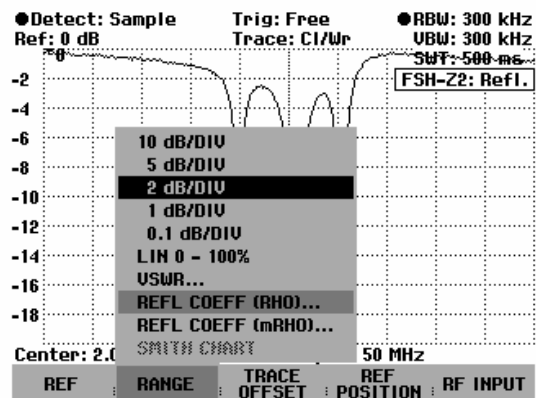 Detect: Sample Trig: Free RBW: 300 kHz
Ref: 0 dB Trace: Cl/Wr VBW: 300 kHz
SWT: 500 ms
0
-2 FSH-Z2: Refl.
-4
-6 10 dB/DIV
-8 5 dB/DIV
2 dB/DIV
-10 1 dB/DIV
-12 0.1 dB/DIV
-14 LIN 0 - 100%
-16 VSWR...
REFL COEFF (RHO)...
-18 REFL COEFF (mRHO)...
SMITH CHART
Center: 50 MHz
REF RANGE TRACE OFFSET REF POSITION RF INPUT